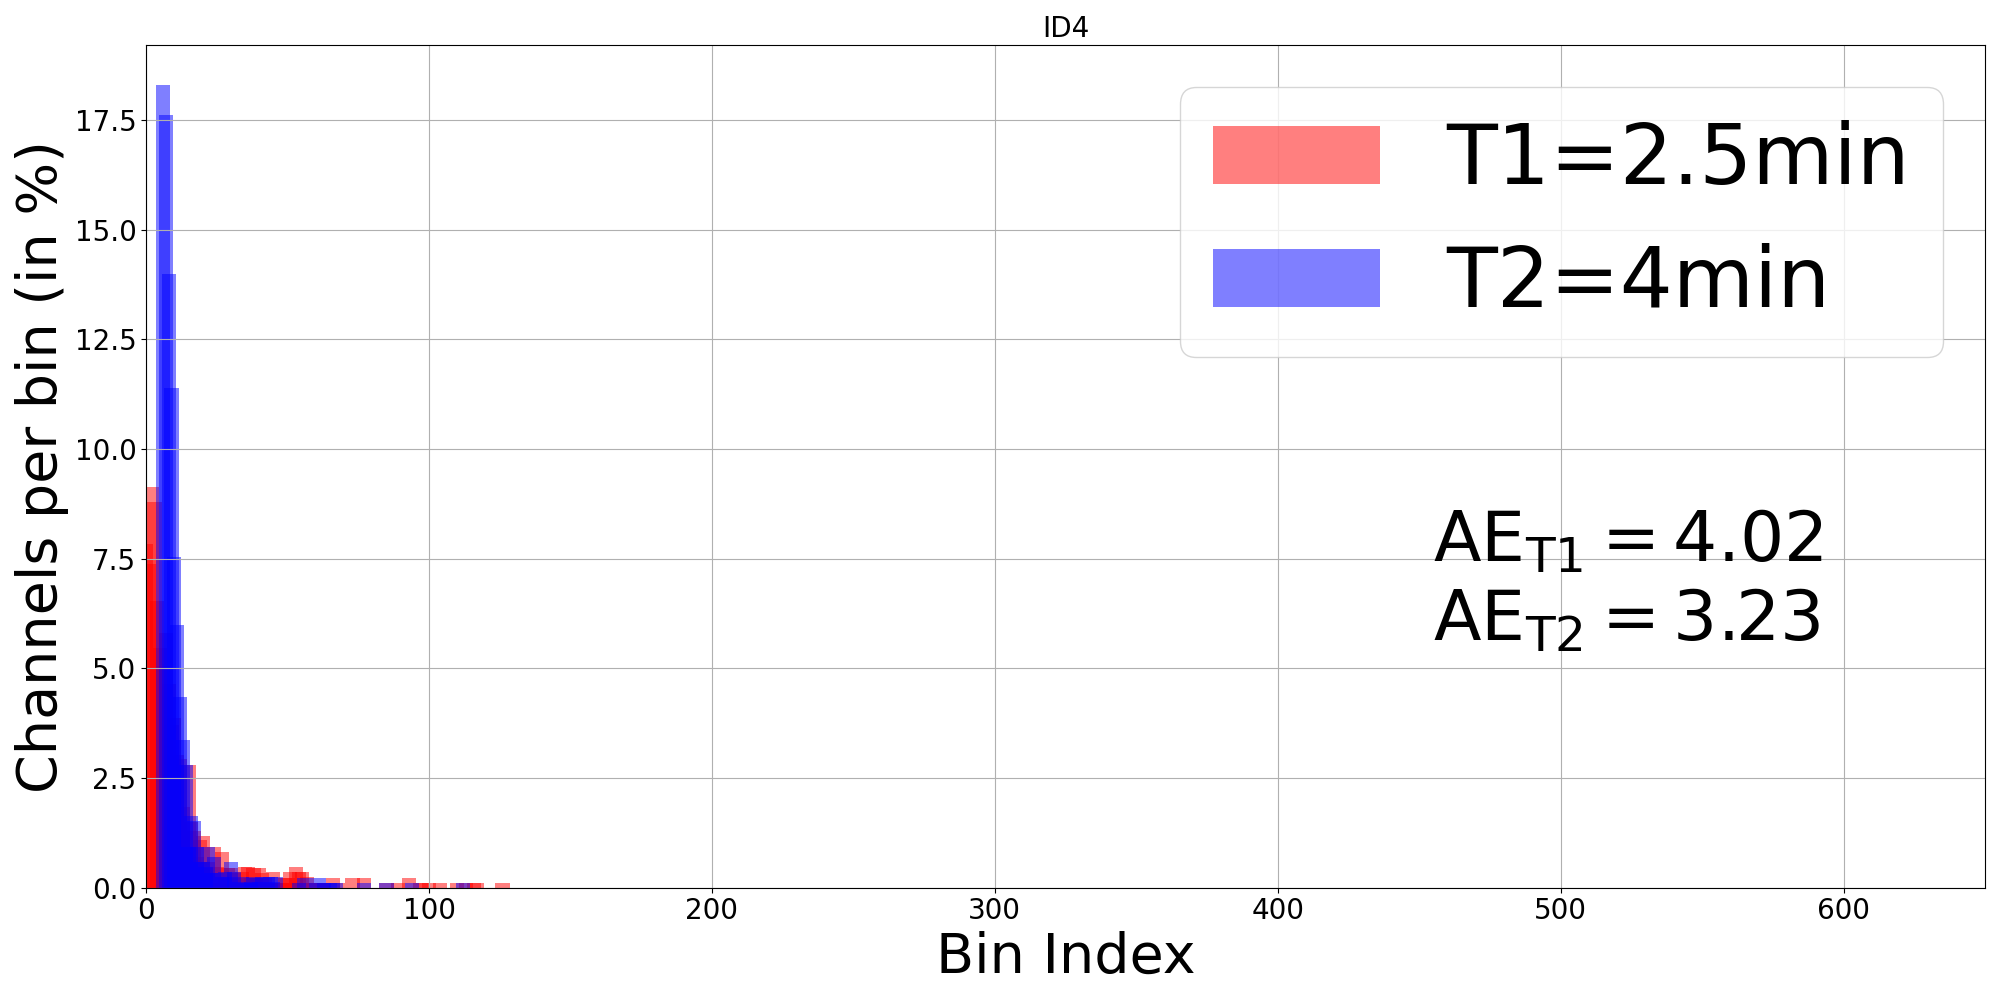 ID4
Channels per bin (in %)
17.5
15.0
12.5
10.0
7.5
5.0
2.5
0.0
T1=2.5min
T2=4min
AE_T1 = 4.02
AE_T2 = 3.23
0 100 200 300 400 500 600
Bin Index